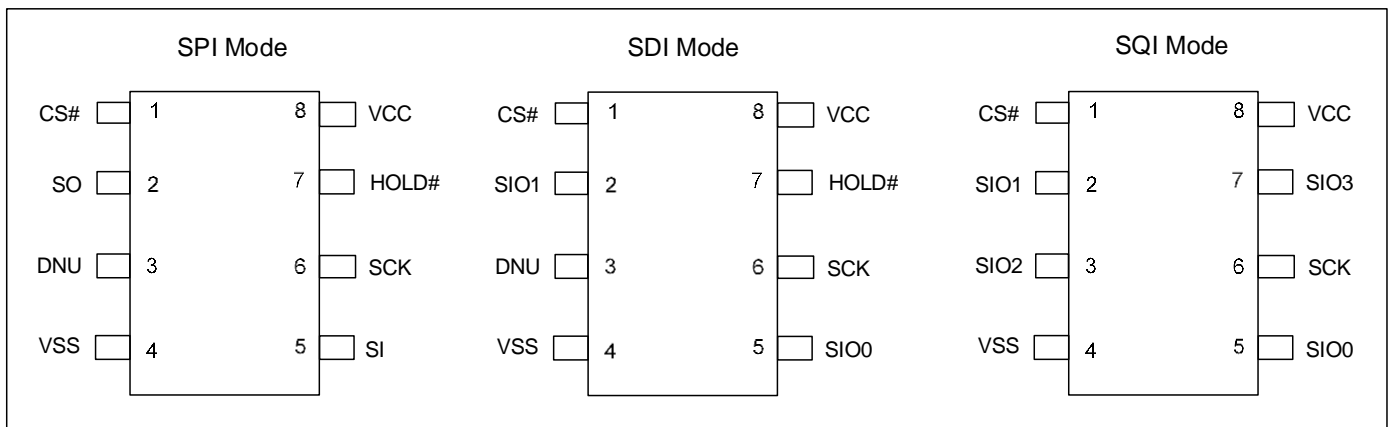 SPI Mode
CS# 1 8 VCC
SO 2 7 HOLD#
DNU 3 6 SCK
VSS 4 5 SI
SDI Mode
CS# 1 8 VCC
SIO1 2 7 HOLD#
DNU 3 6 SCK
VSS 4 5 SIO0
SQI Mode
CS# 1 8 VCC
SIO1 2 7 SIO3
SIO2 3 6 SCK
VSS 4 5 SIO0